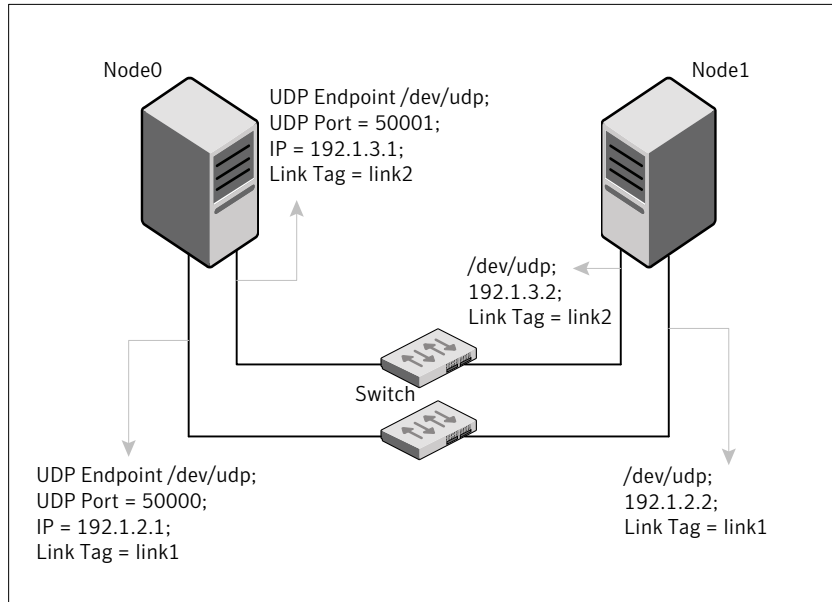 Node0
Node1
UDP Endpoint /dev/udp;
UDP Port = 50001;
IP = 192.1.3.1;
Link Tag = link2
/dev/udp;
192.1.3.2;
Link Tag = link2
Switch
UDP Endpoint /dev/udp;
UDP Port = 50000;
IP = 192.1.2.1;
Link Tag = link1
/dev/udp;
192.1.2.2;
Link Tag = link1